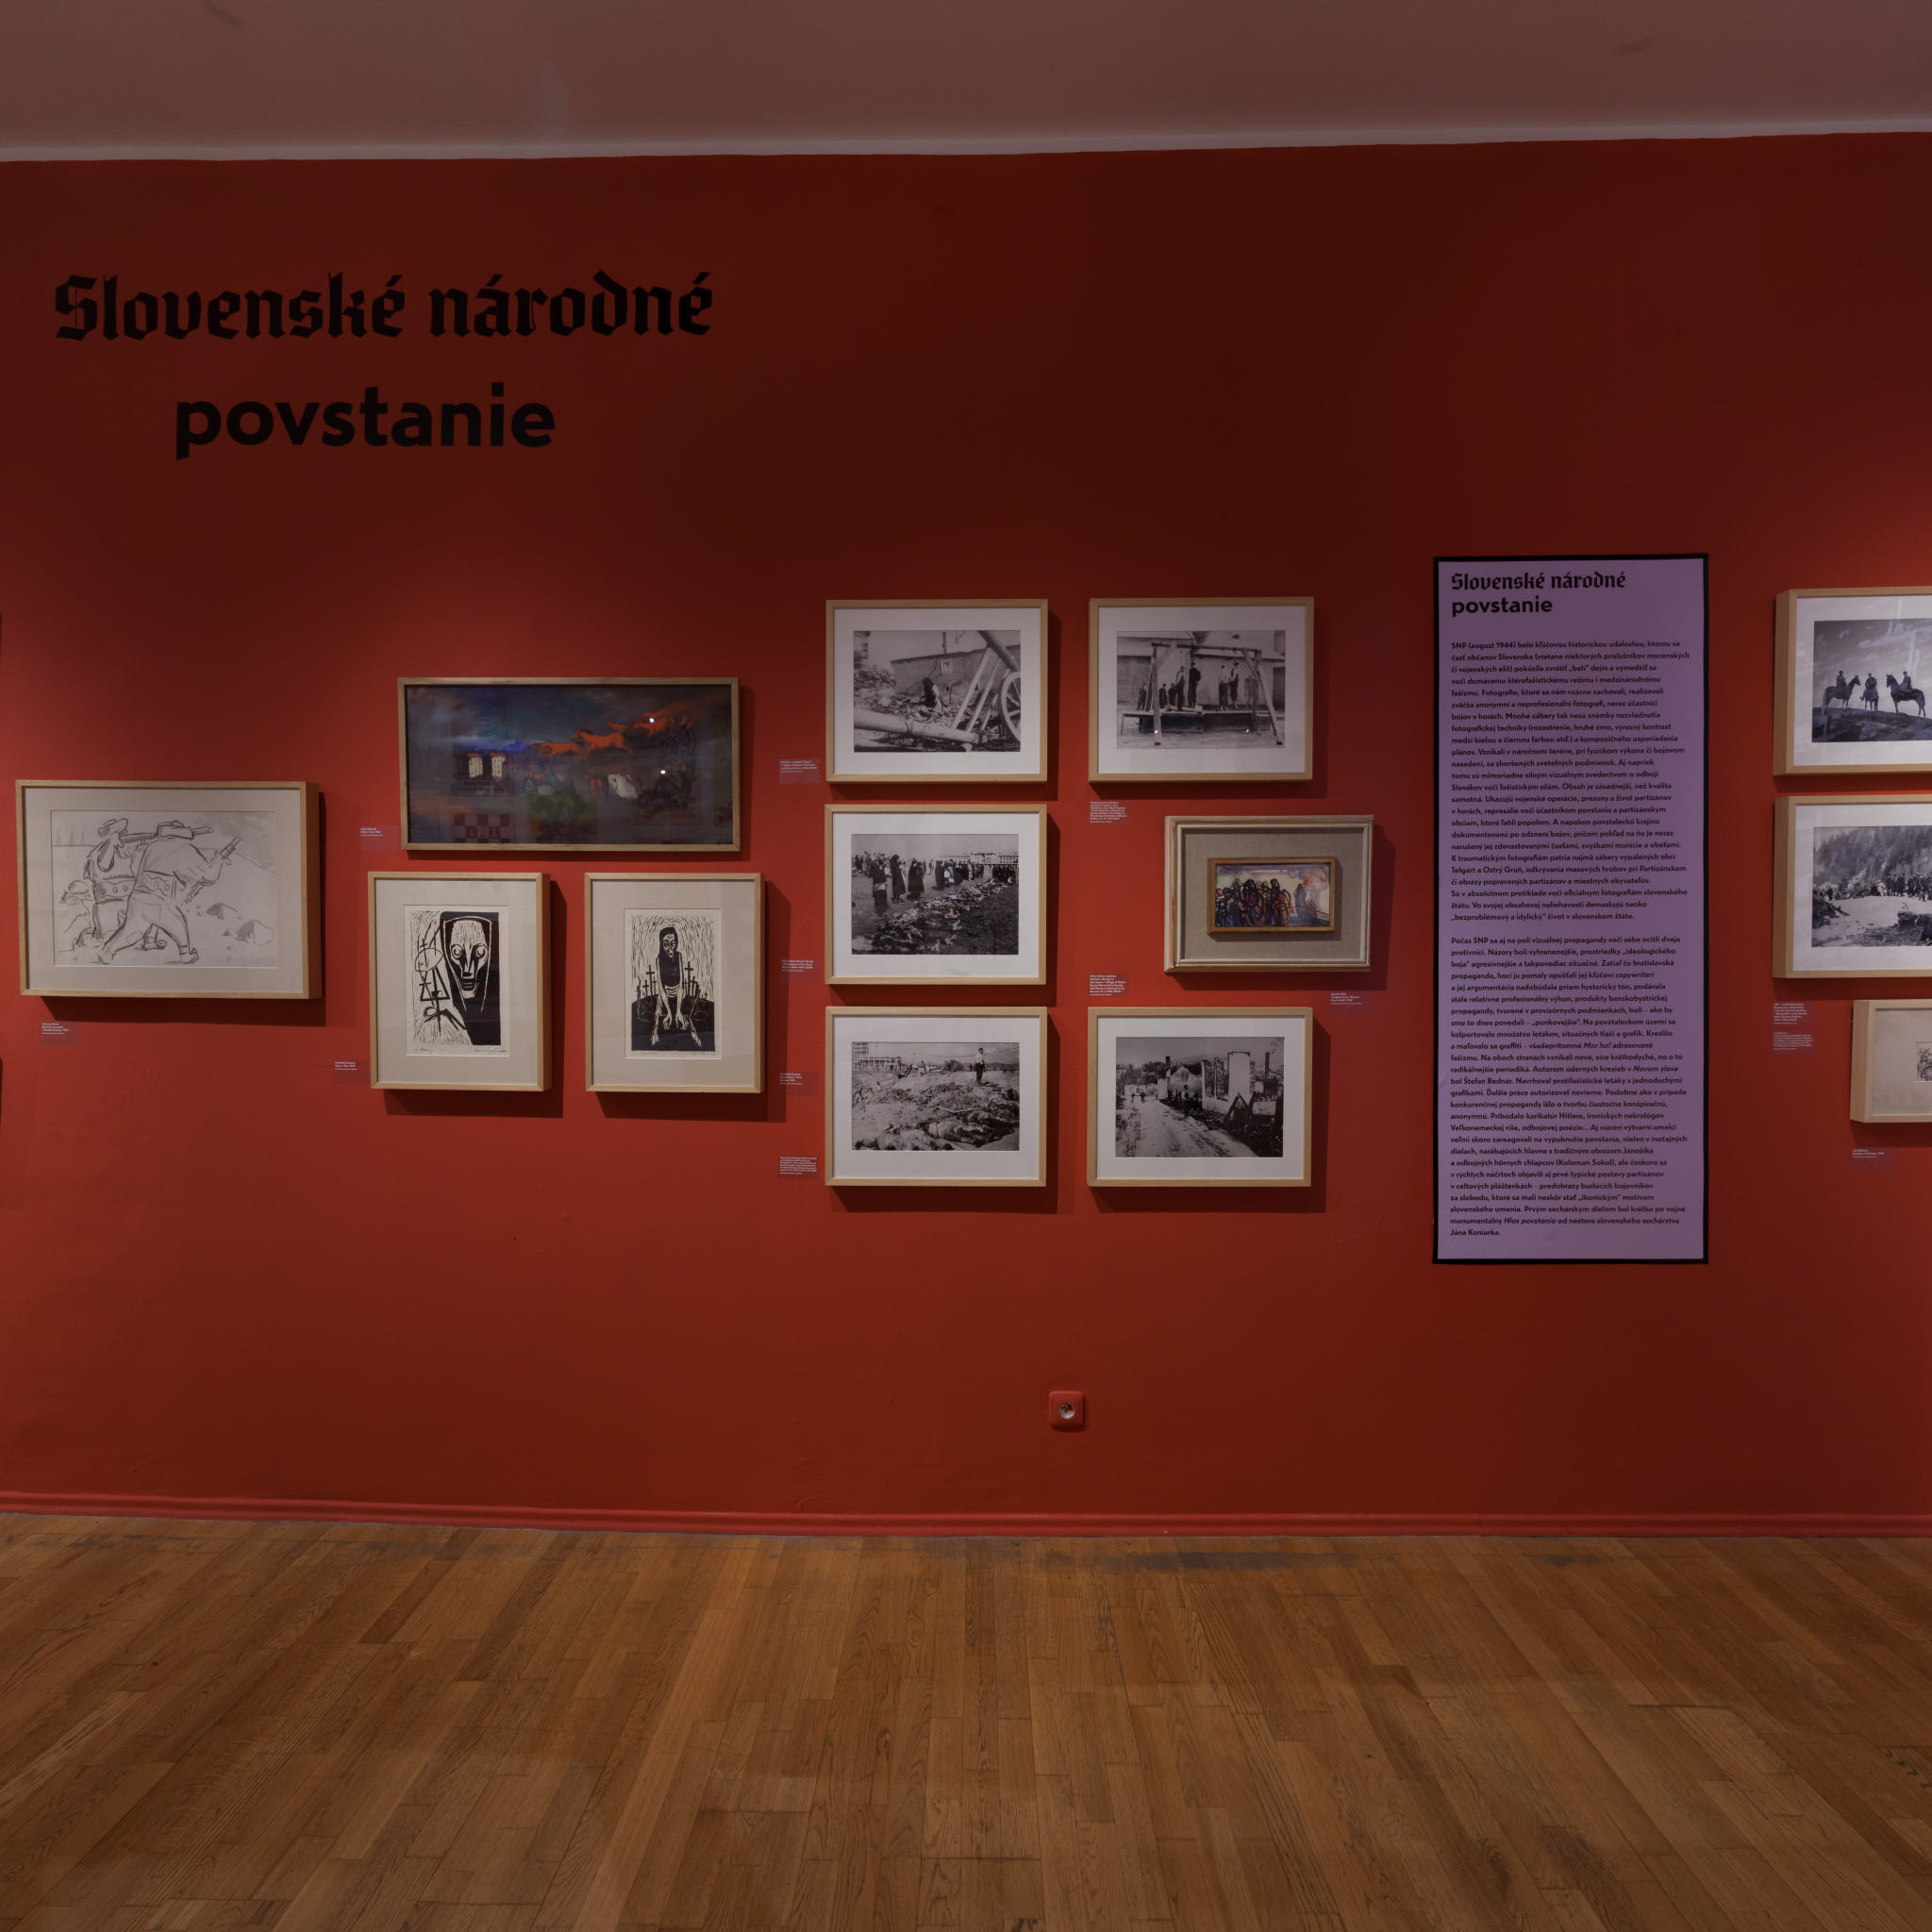 Slovenské národné
povstanie
Slovenské národné
povstanie
SNP (august 1944) bolo kľúčovou historickou udalosťou, ktorou sa
časť občanov Slovenska (vrátane niektorých príslušníkov mocenských
či vojenských elít) pokúsila zvrátiť „beh“ dejín a vymedziť sa
voči domácemu klérofašistickému režimu i medzinárodnému
fašizmu. Fotografie, ktoré sa nám vzácne zachovali, realizovali
zväčša anonymní a neprofesionálni fotografi, neraz účastníci
bojov v horách. Mnohé zábery tak nesú známky nezvládnutia
fotografickej techniky (rozostrenie, hrubé zrno, výrazný kontrast
medzi bielou a čiernou farbou atď.) a kompozičného usporiadania
plánov. Vznikali v náročnom teréne, pri fyzickom výkone či bojovom
nasadení, za zhoršených svetelných podmienok. Aj napriek
tomu sú mimoriadne silným vizuálnym svedectvom o odboji
Slovákov voči fašistickým silám. Obsah je zásadnejší, než kvalita
samotná. Ukazujú vojenské operácie, presuny a život partizánov
v horách, represálie voči účastníkom povstania a partizánskym
obciam, ktoré ľahli popolom. A napokon povstaleckú krajinu
dokumentovanú po odznení bojov, pričom pohľad na ňu je neraz
narušený jej zdevastovanými časťami, zvyškami munície a obeťami.
K traumatickým fotografiám patria najmä zábery vypálených obcí
Telgárt a Ostrý Grúň, odkrývania masových hrobov pri Partizánskom
či obrazy popravených partizánov a miestnych obyvateľov.
Sú v absolútnom protiklade voči oficiálnym fotografiám slovenského
štátu. Vo svojej obsahovej naliehavosti demaskujú naoko
„bezproblémový a idylický“ život v slovenskom štáte.
Počas SNP sa aj na poli vizuálnej propagandy voči sebe ocitli dvaja
protivníci. Názory boli vyhranenejšie, prostriedky „ideologického
boja“ agresívnejšie a takpovediac situačné. Zatiaľ čo bratislavská
propaganda, hoci ju pomaly opúšťali jej kľúčoví copywriteri
a jej argumentácia nadobúdala priam hysterický tón, podávala
stále relatívne profesionálny výkon, produkty banskobystrickej
propagandy, tvorené v provizórnych podmienkach, boli – ako by
sme to dnes povedali – „punkovejšie“. Na povstaleckom území sa
kolportovalo množstvo letákov, situačných tlačí a grafík. Kreslilo
a maľovalo sa graffiti – všadeprítomné Mor ho! adresované
fašizmu. Na oboch stranách vznikali nové, síce krátkodyché, no o to
radikálnejšie periodiká. Autorom úderných kresieb v Novom slove
bol Štefan Bednár. Navrhoval protifašistické letáky s jednoduchými
grafikami. Ďalšie práce autorizovať nevieme. Podobne ako v prípade
konkurenčnej propagandy išlo o tvorbu čiastočne konšpiračnú,
anonymnú. Pribúdalo karikatúr Hitlera, ironických nekrológov
Veľkonemeckej ríše, odbojovej poézie... Aj viacerí výtvarní umelci
veľmi skoro zareagovali na vypuknutie povstania, nielen v inotajných
dielach, narábajúcich hlavne s tradičným obrazom Jánošíka
a odbojných hôrnych chlapcov (Koloman Sokol), ale čoskoro sa
v rýchlych náčrtoch objavili aj prvé typické postavy partizánov
v celtových pláštenkách – predobrazy budúcich bojovníkov
za slobodu, ktoré sa mali neskôr stať „ikonickým“ motívom
slovenského umenia. Prvým sochárskym dielom bol krátko po vojne
monumentálny Hlas povstania od nestora slovenského sochárstva
Jána Koniarka.